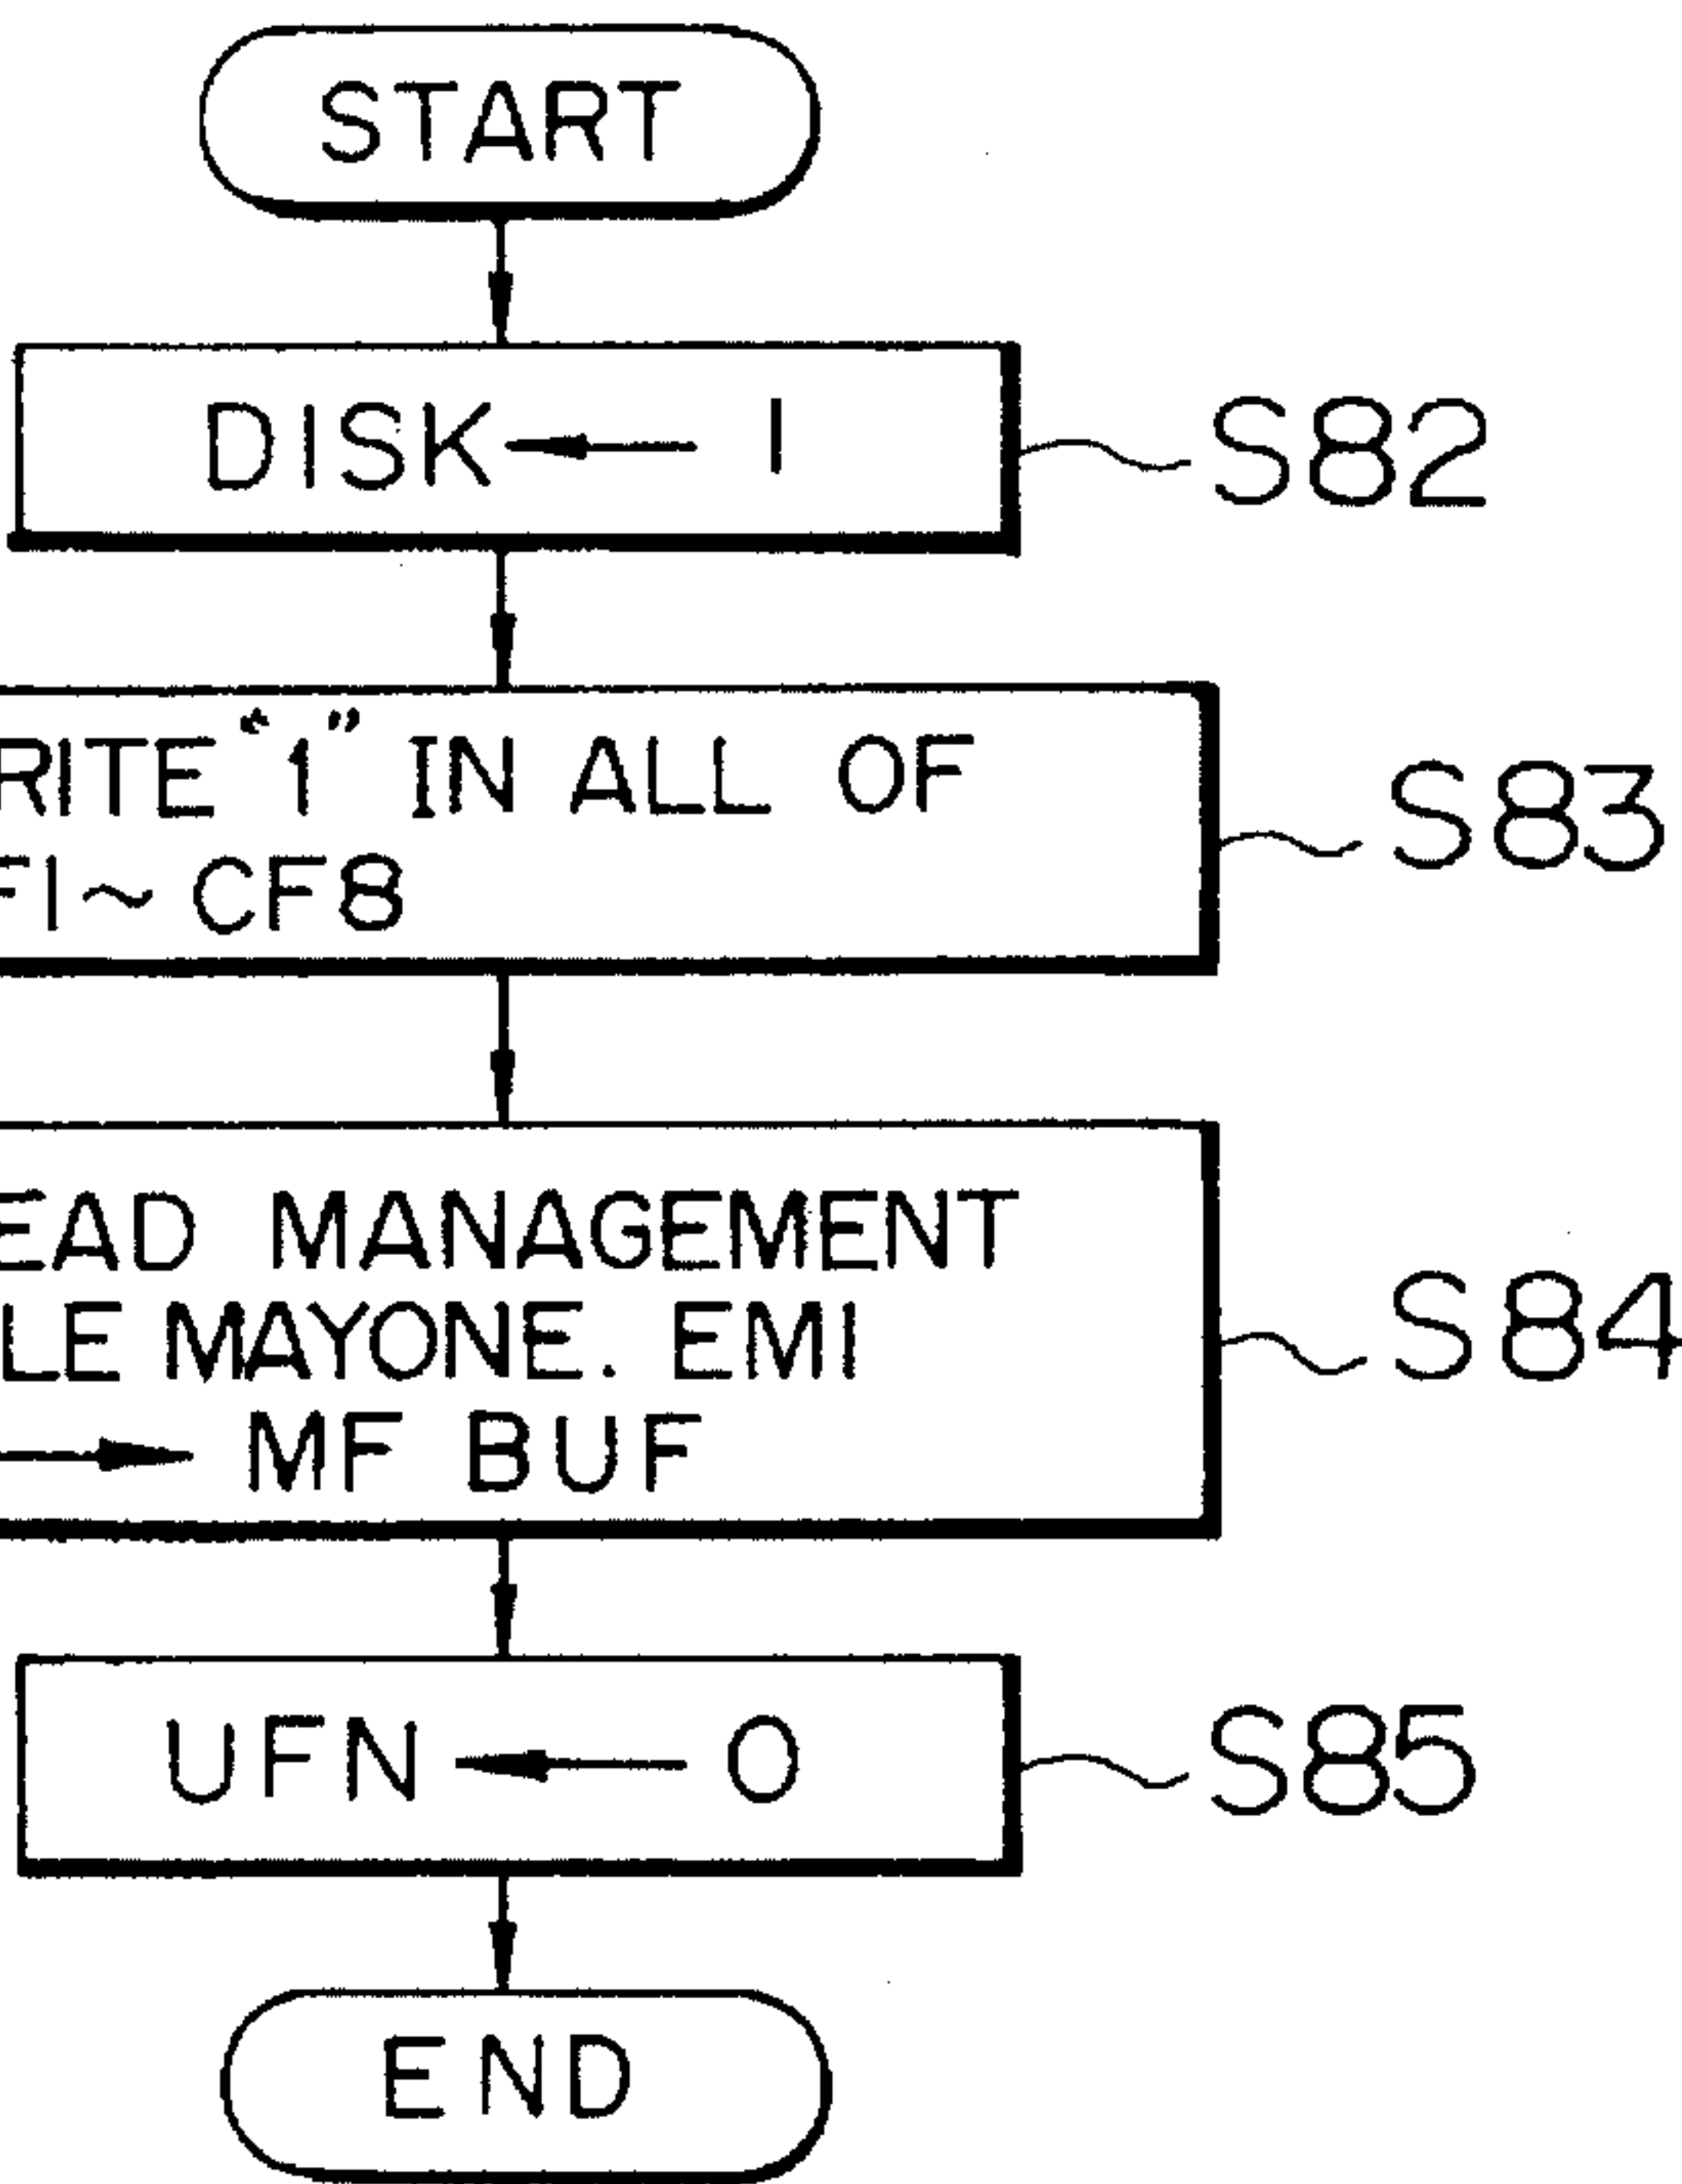 START
DISK ← 1 S82
RITE "1" IN ALL OF
F1~CF8 S83
EAD MANAGEMENT
LE MAYONE. EMI S84
→ MF BUF
UFN ← 0 S85
END